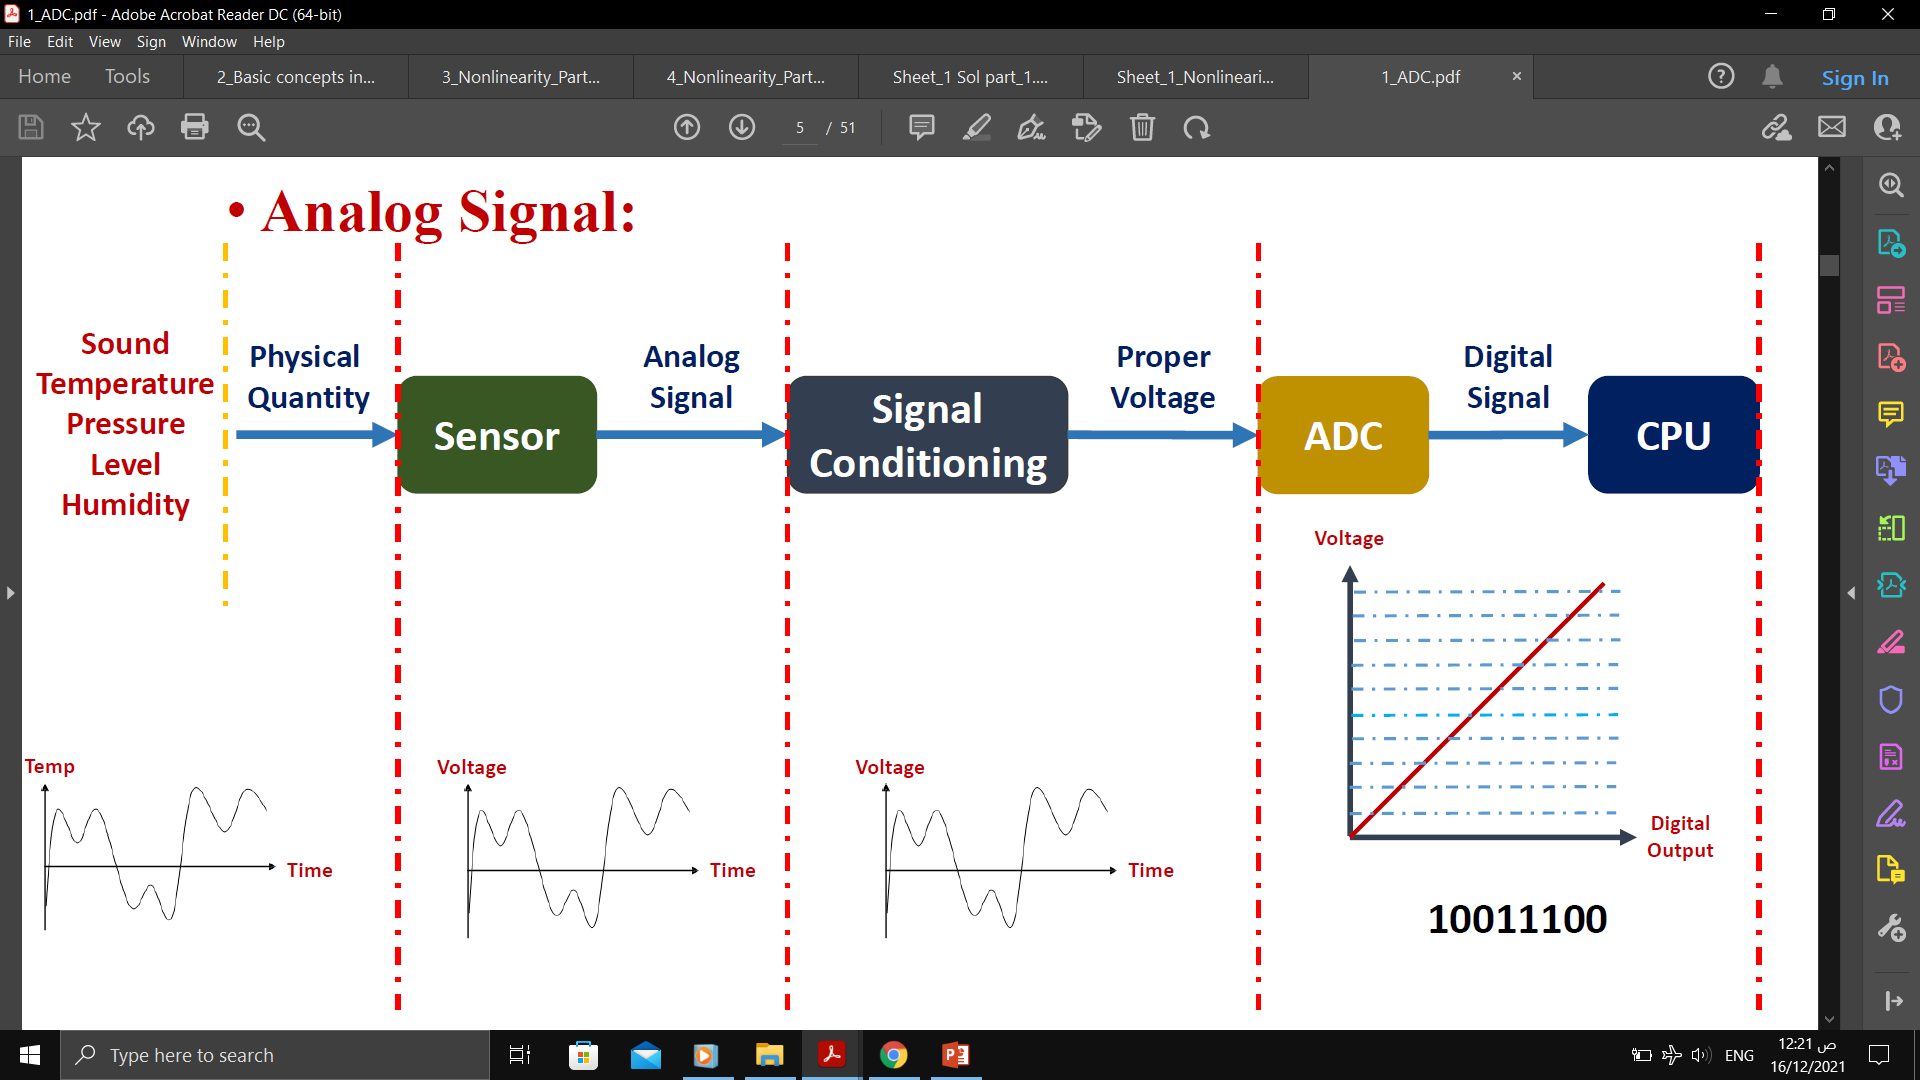 1_ADC.pdf - Adobe Acrobat Reader DC (64-bit)
File Edit View Sign Window Help
Home Tools 2_Basic concepts in... 3_Nonlinearity_Part... 4_Nonlinearity_Part... Sheet_1 Sol part_1.... Sheet_1_Nonlineari... 1_ADC.pdf × Sign In
5 / 51
• Analog Signal:
Sound
Temperature
Pressure
Level
Humidity
Physical
Quantity
Sensor
Analog
Signal
Signal
Conditioning
Proper
Voltage
ADC
Digital
Signal
CPU
Voltage
Digital
Output
10011100
Temp
Time
Voltage
Time
Voltage
Time
Type here to search
ENG
12:21 ص
16/12/2021